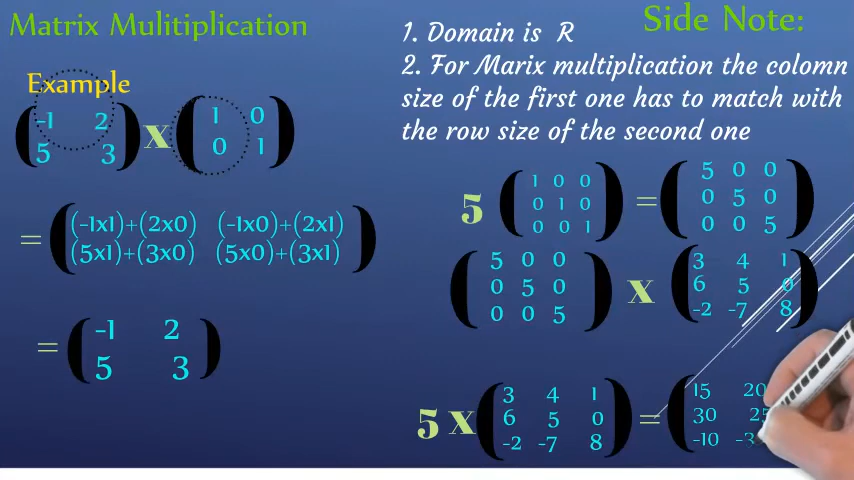 Matrix Mulitiplication
Side Note:
Example
-1 2
5 3
X
1 0
0 1
= (-1x1)+(2x0) (-1x0)+(2x1)
(5x1)+(3x0) (5x0)+(3x1)
= -1 2
5 3
1. Domain is R
2. For Marix multiplication the colomn
size of the first one has to match with
the row size of the second one
5
1 0 0
0 1 0
0 0 1
=
5 0 0
0 5 0
0 0 5
5 0 0
0 5 0
0 0 5
X
3 4 1
6 5 0
-2 -7 8
5 X
3 4 1
6 5 0
-2 -7 8
=
15 20
30 25
-10